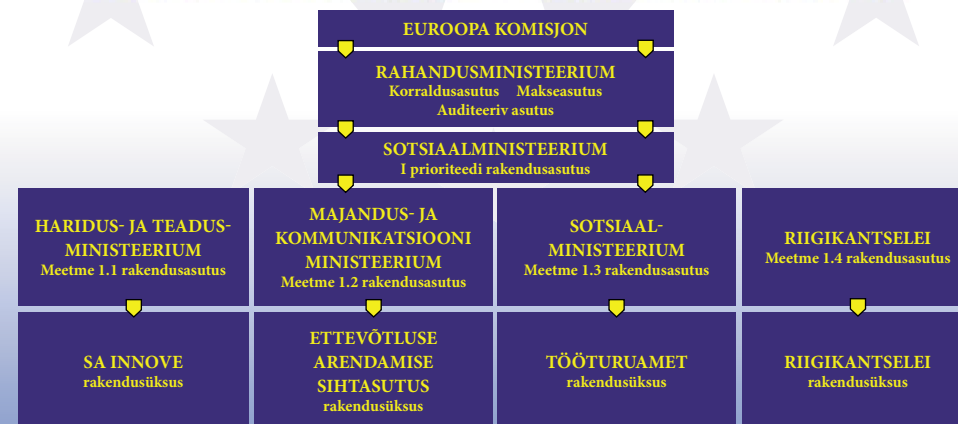 EUROOPA KOMISJON
RAHANDUSMINISTEERIUM
Korraldusasutus Makseasutus
Auditeeriv asutus
SOTSIAALMINISTEERIUM
I prioriteedi rakendusasutus
HARIDUS- JA TEADUS-
MINISTEERIUM
Meetme 1.1 rakendusasutus
MAJANDUS- JA
KOMMUNIKATSIOONI
MINISTEERIUM
Meetme 1.2 rakendusasutus
SOTSIAAL-
MINISTEERIUM
Meetme 1.3 rakendusasutus
RIIGIKANTSELEI
Meetme 1.4 rakendusasutus
SA INNOVE
rakendusüksus
ETTEVÕTLUSE
ARENDAMISE
SIHTASUTUS
rakendusüksus
TÖÖTURUAMET
rakendusüksus
RIIGIKANTSELEI
rakendusüksus